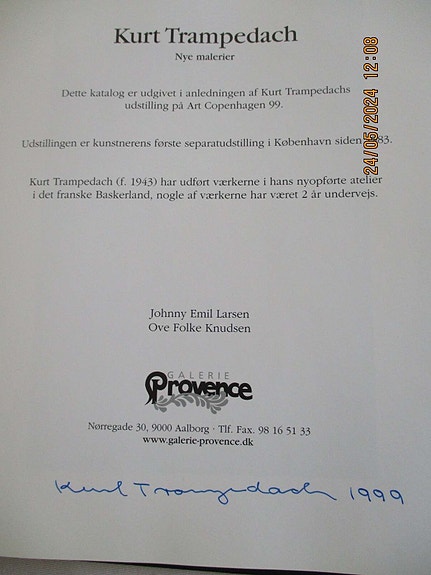 Kurt Trampedach
Nye malerier
Dette katalog er udgivet i anledningen af Kurt Trampedachs
udstilling på Art Copenhagen 99.
Udstillingen er kunstnerens første separatudstilling i København siden 83.
Kurt Trampedach (f. 1943) har udført værkerne i hans nyopførte atelier
i det franske Baskerland, nogle af værkerne har været 2 år undervejs.
Johnny Emil Larsen
Ove Folke Knudsen
GALERIE
Provence
Nørregade 30, 9000 Aalborg · Tlf. Fax. 98 16 51 33
www.galerie-provence.dk
Kurt Trampedach 1999
24/05/2024 12:08